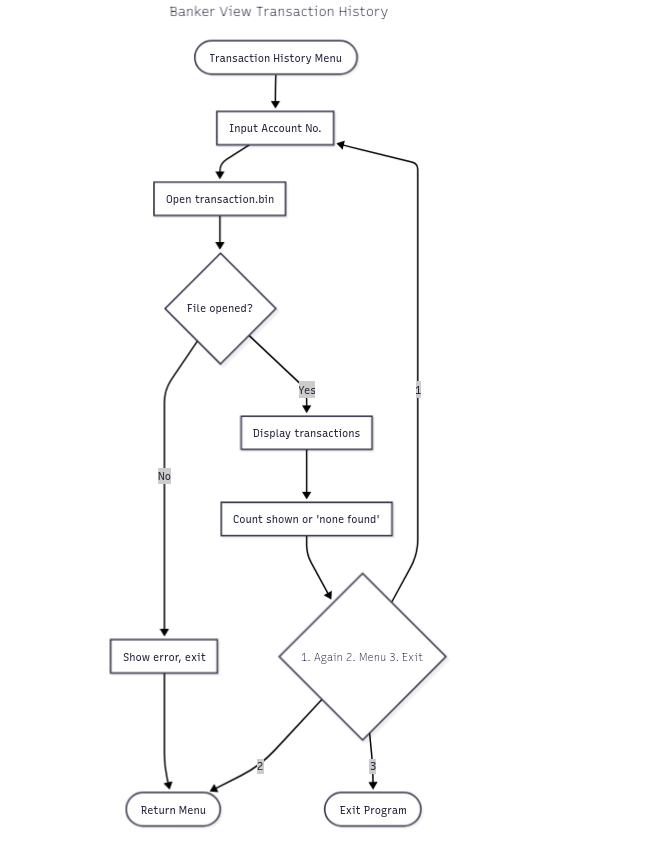 Banker View Transaction History
Transaction History Menu
Input Account No.
Open transaction.bin
File opened?
Yes
1
Display transactions
No
Count shown or 'none found'
Show error, exit
1. Again 2. Menu 3. Exit
2
3
Return Menu
Exit Program